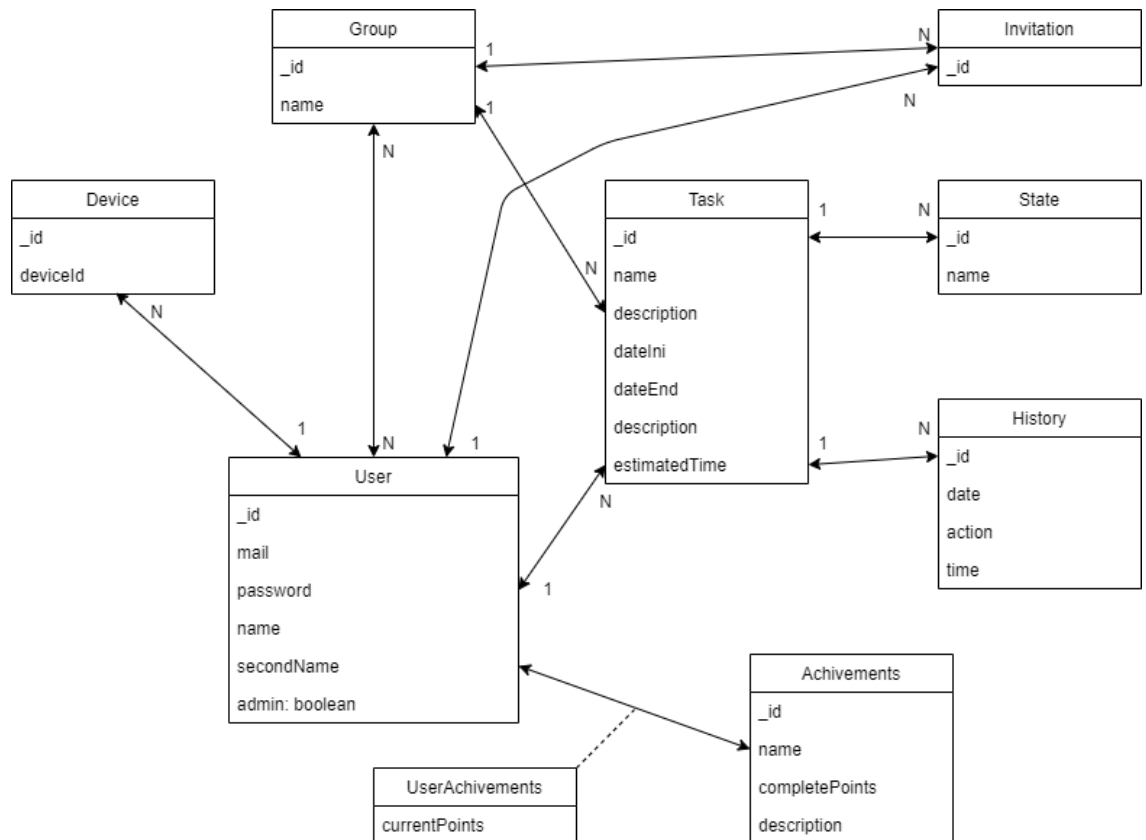 Group
_id
name
1
N
Invitation
_id
N
1
N
Device
_id
deviceId
N
1
Task
_id
name
description
dateIni
dateEnd
description
estimatedTime
N
1
N
State
_id
name
N
1
User
_id
mail
password
name
secondName
admin: boolean
1
N
History
_id
date
action
time
N
1
Achivements
_id
name
completePoints
description
UserAchivements
currentPoints